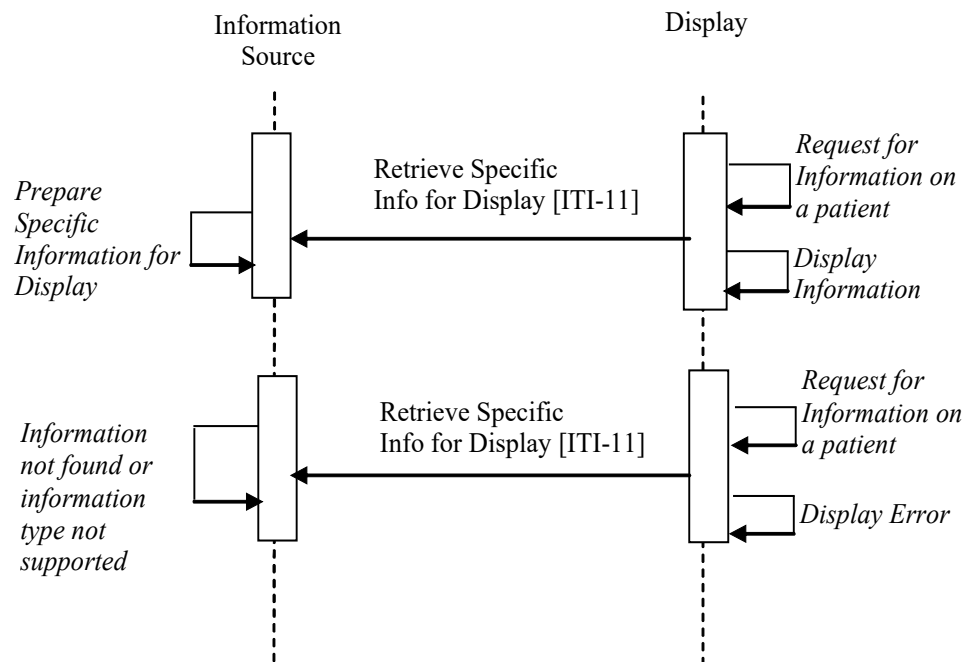 Information
Source
Display
Request for
Information on
a patient
Retrieve Specific
Info for Display [ITI-11]
Prepare
Specific
Information for
Display
Display
Information
Request for
Information on
a patient
Retrieve Specific
Info for Display [ITI-11]
Information
not found or
information
type not
supported
Display Error